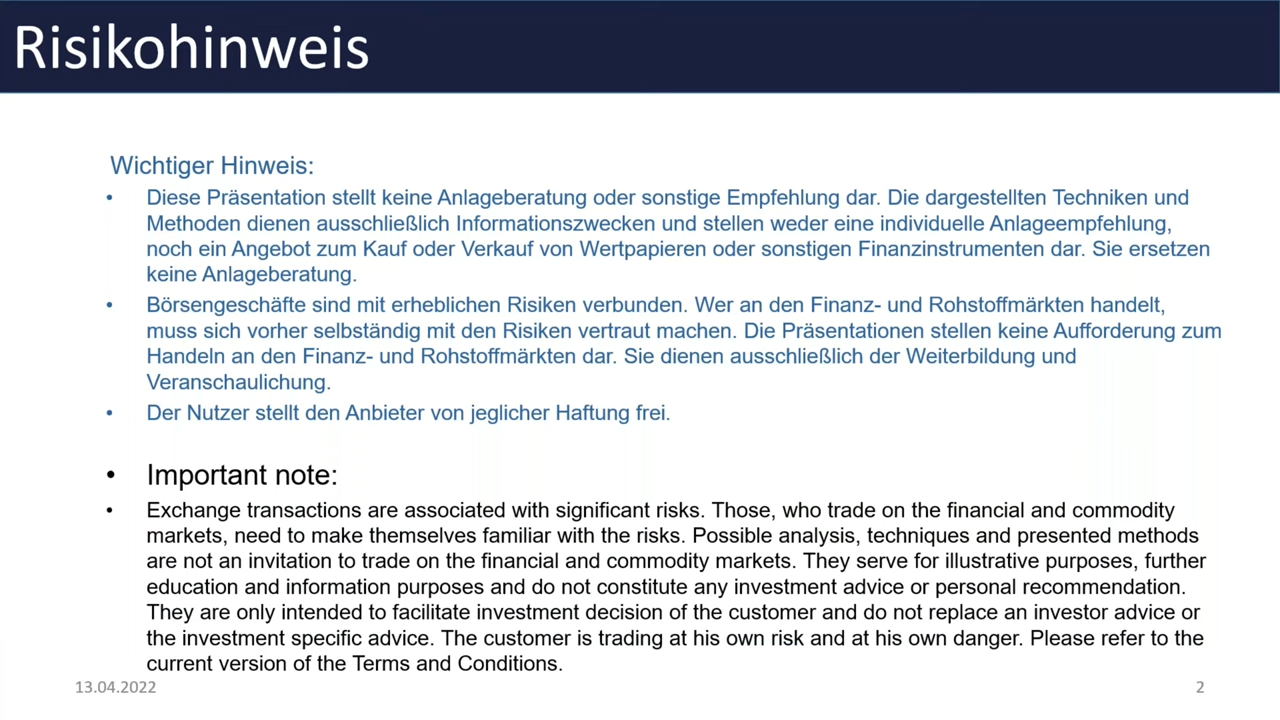 Risikohinweis
Wichtiger Hinweis:
• Diese Präsentation stellt keine Anlageberatung oder sonstige Empfehlung dar. Die dargestellten Techniken und
Methoden dienen ausschließlich Informationszwecken und stellen weder eine individuelle Anlageempfehlung,
noch ein Angebot zum Kauf oder Verkauf von Wertpapieren oder sonstigen Finanzinstrumenten dar. Sie ersetzen
keine Anlageberatung.
• Börsengeschäfte sind mit erheblichen Risiken verbunden. Wer an den Finanz- und Rohstoffmärkten handelt,
muss sich vorher selbständig mit den Risiken vertraut machen. Die Präsentationen stellen keine Aufforderung zum
Handeln an den Finanz- und Rohstoffmärkten dar. Sie dienen ausschließlich der Weiterbildung und
Veranschaulichung.
• Der Nutzer stellt den Anbieter von jeglicher Haftung frei.
• Important note:
• Exchange transactions are associated with significant risks. Those, who trade on the financial and commodity
markets, need to make themselves familiar with the risks. Possible analysis, techniques and presented methods
are not an invitation to trade on the financial and commodity markets. They serve for illustrative purposes, further
education and information purposes and do not constitute any investment advice or personal recommendation.
They are only intended to facilitate investment decision of the customer and do not replace an investor advice or
the investment specific advice. The customer is trading at his own risk and at his own danger. Please refer to the
current version of the Terms and Conditions.
13.04.2022
2